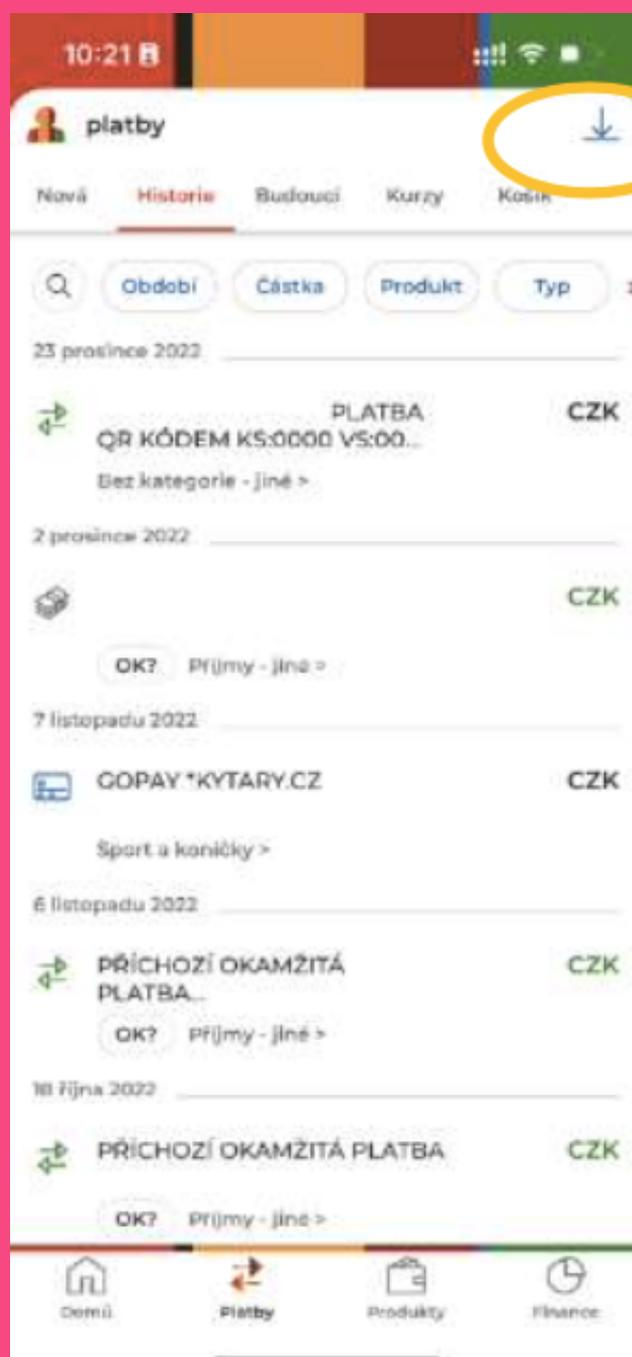 10:21
platby
Nová Historie Budoucí Kurzy Košík
Období Částka Produkt Typ
23 prosince 2022
PLATBA CZK
QR KÓDEM KS:0000 VS:00...
Bez kategorie - jiné >
2 prosince 2022
CZK
OK? Příjmy - jiné >
7 listopadu 2022
GOPAY *KYTARY.CZ CZK
Sport a koníčky >
6 listopadu 2022
PŘÍCHOZÍ OKAMŽITÁ CZK
PLATBA...
OK? Příjmy - jiné >
18 října 2022
PŘÍCHOZÍ OKAMŽITÁ PLATBA CZK
OK? Příjmy - jiné >
Domů Platby Produkty Finance